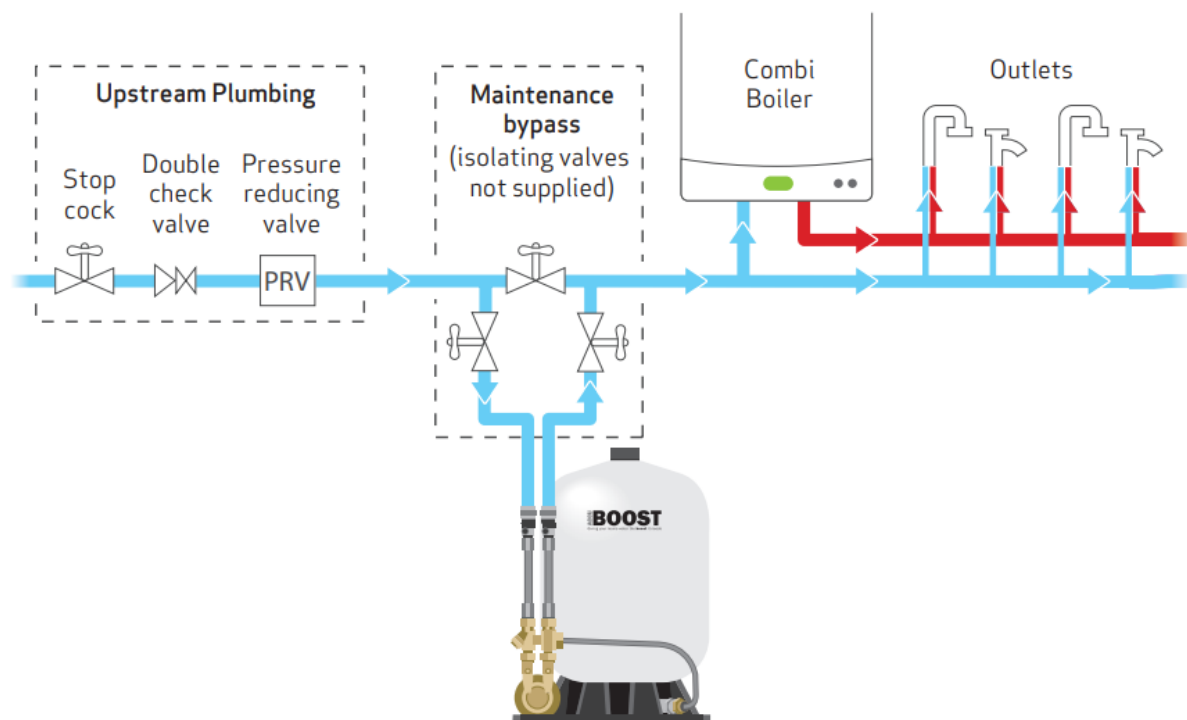 Upstream Plumbing
Stop
cock
Double
check
valve
Pressure
reducing
valve
PRV
Maintenance
bypass
(isolating valves
not supplied)
Combi
Boiler
Outlets
BOOST